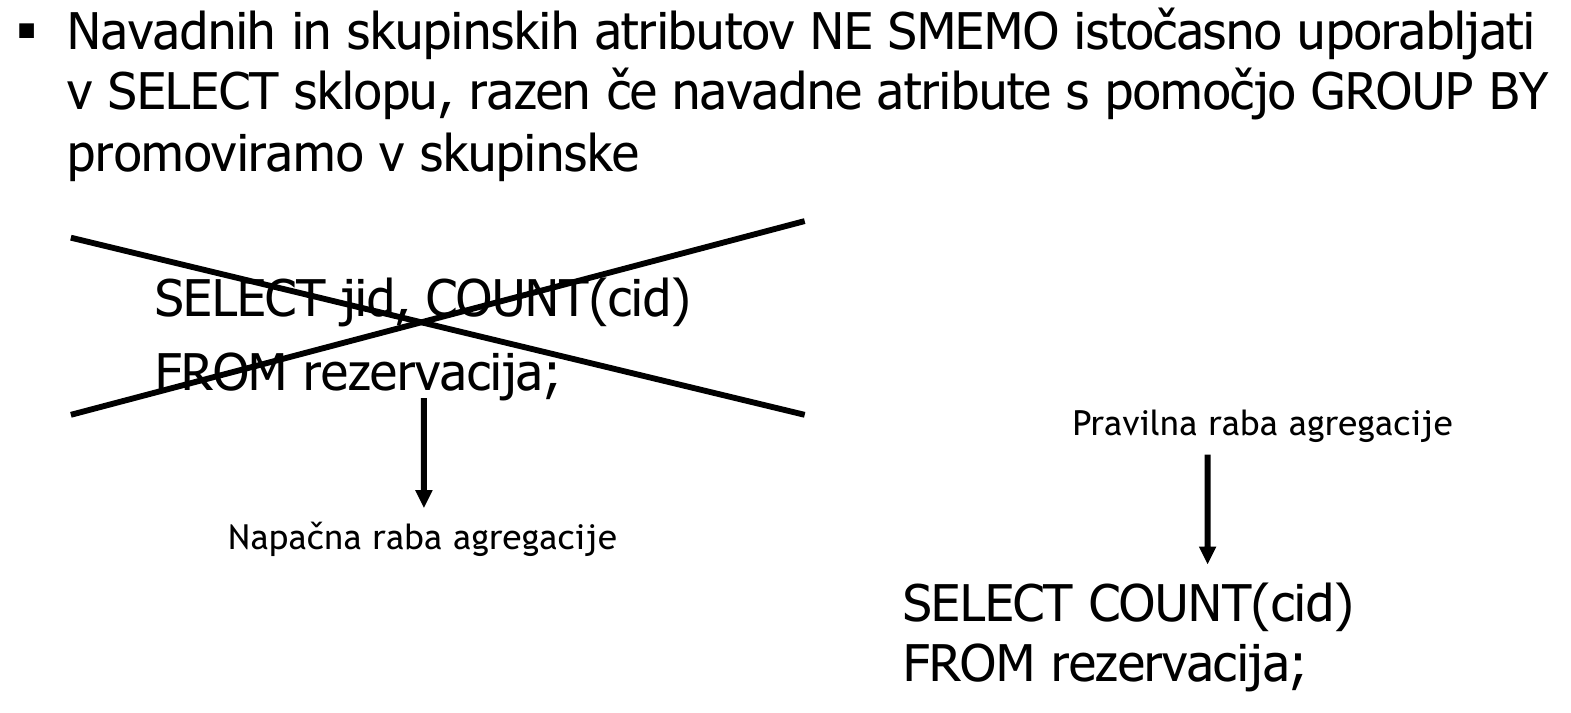 ▪ Navadnih in skupinskih atributov NE SMEMO istočasno uporabljati
v SELECT sklopu, razen če navadne atribute s pomočjo GROUP BY
promoviramo v skupinske
SELECT jid, COUNT(cid)
FROM rezervacija;
Napačna raba agregacije
Pravilna raba agregacije
SELECT COUNT(cid)
FROM rezervacija;